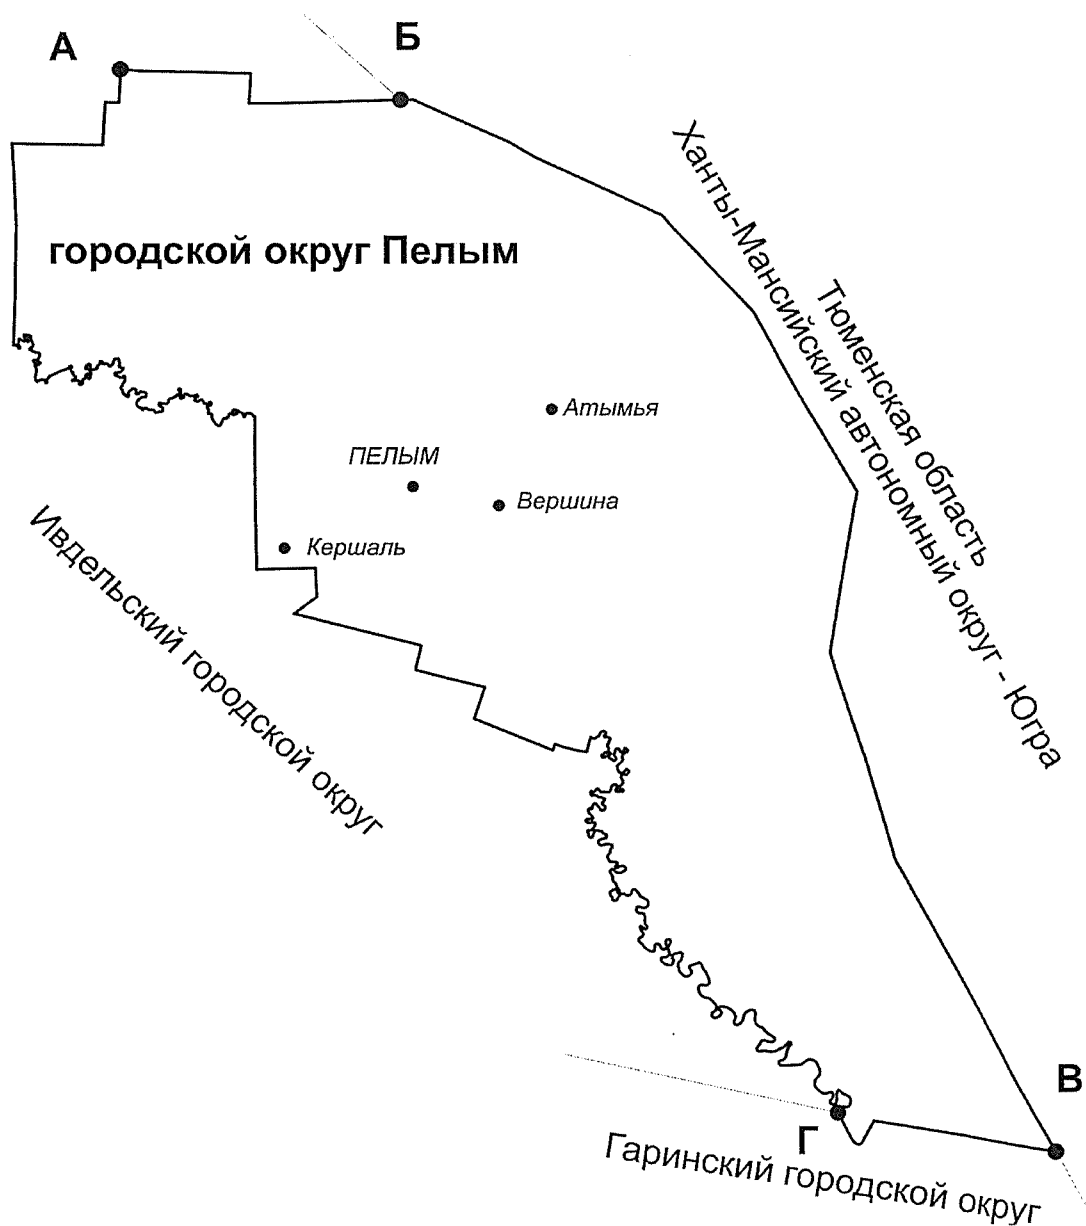 А
Б
городской округ Пелым
Ханты-Мансийский автономный округ - Югра
Тюменская область
Атымья
ПЕЛЫМ
Вершина
Кершаль
Ивдельский городской округ
В
Г
Гаринский городской округ